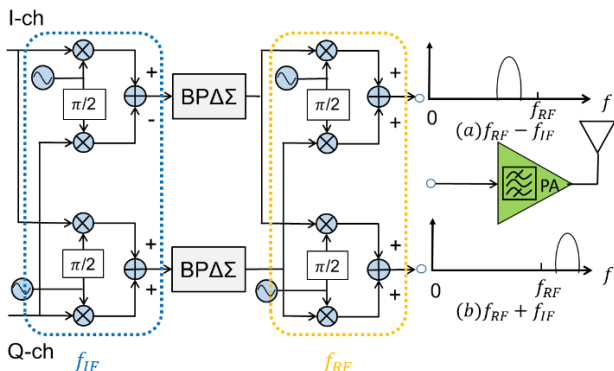 I-ch
+
π/2
-
BPΔΣ
+
π/2
+
0
f_RF
f
(a) f_RF − f_IF
PA
π/2
+
+
BPΔΣ
π/2
+
+
0
f_RF
f
(b) f_RF + f_IF
Q-ch
f_IF
f_RF